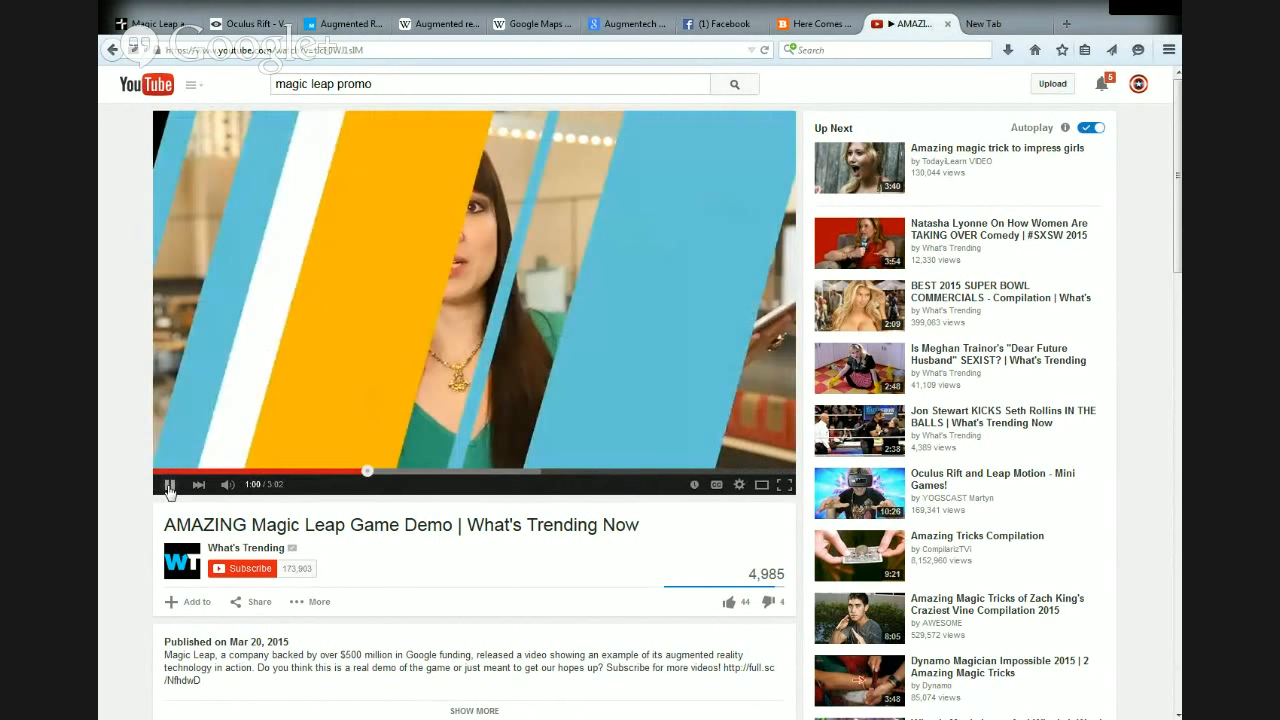 Magic Leap a...
Oculus Rift - V...
Augmented R...
Augmented re...
Google Maps ...
Augmentech ...
(1) Facebook
Here Comes ...
▶ AMAZI...
New Tab
Google+
Search
YouTube
magic leap promo
Upload
5
Up Next
Autoplay
Amazing magic trick to impress girls
by TodayILearn VIDEO
130,044 views
3:40
Natasha Lyonne On How Women Are
TAKING OVER Comedy | #SXSW 2015
by What's Trending
12,330 views
3:54
BEST 2015 SUPER BOWL
COMMERCIALS - Compilation | What's
by What's Trending
399,063 views
2:09
Is Meghan Trainor's "Dear Future
Husband" SEXIST? | What's Trending
by What's Trending
41,109 views
2:48
Jon Stewart KICKS Seth Rollins IN THE
BALLS | What's Trending Now
by What's Trending
4,389 views
2:38
Oculus Rift and Leap Motion - Mini
Games!
by YOGSCAST Martyn
169,341 views
10:26
Amazing Tricks Compilation
by CompilarizTVi
8,152,960 views
9:21
Amazing Magic Tricks of Zach King's
Craziest Vine Compilation 2015
by AWESOME
529,572 views
8:05
Dynamo Magician Impossible 2015 | 2
Amazing Magic Tricks
by Dynamo
85,074 views
3:48
1:00 / 3:02
AMAZING Magic Leap Game Demo | What's Trending Now
WT
What's Trending
Subscribe
173,903
4,985
Add to
Share
More
44
4
Published on Mar 20, 2015
Magic Leap, a company backed by over $500 million in Google funding, released a video showing an example of its augmented reality
technology in action. Do you think this is a real demo of the game or just meant to get our hopes up? Subscribe for more videos! http://full.sc
/NfhdwD
SHOW MORE